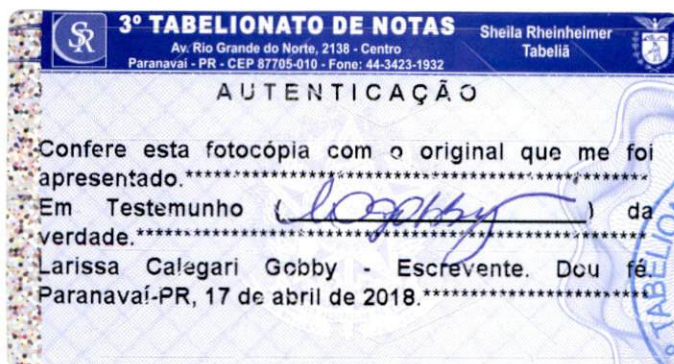 SR
3º TABELIONATO DE NOTAS
Av. Rio Grande do Norte, 2138 - Centro
Paranavaí - PR - CEP 87705-010 - Fone: 44-3423-1932
Sheila Rheinheimer
Tabeliã
AUTENTICAÇÃO
Confere esta fotocópia com o original que me foi
apresentado.**********************************************
Em Testemunho (                    ) da
verdade.**************************************************
Larissa Calegari Gobby - Escrevente. Dou fé.
Paranavaí-PR, 17 de abril de 2018.***********************
TABELION